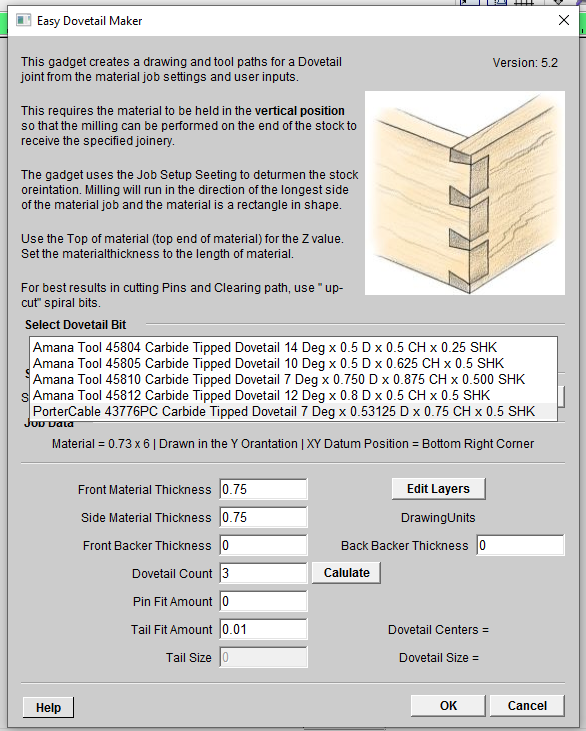 Easy Dovetail Maker
This gadget creates a drawing and tool paths for a Dovetail
joint from the material job settings and user inputs.
Version: 5.2
This requires the material to be held in the vertical position
so that the milling can be performed on the end of the stock to
receive the specified joinery.
The gadget uses the Job Setup Seeting to deturmen the stock
oreintation. Milling will run in the direction of the longest side
of the material job and the material is a rectangle in shape.
Use the Top of material (top end of material) for the Z value.
Set the materialthickness to the length of material.
For best results in cutting Pins and Clearing path, use " up-
cut" spiral bits.
Select Dovetail Bit
Amana Tool 45804 Carbide Tipped Dovetail 14 Deg x 0.5 D x 0.5 CH x 0.25 SHK
Amana Tool 45805 Carbide Tipped Dovetail 10 Deg x 0.5 D x 0.625 CH x 0.5 SHK
Amana Tool 45810 Carbide Tipped Dovetail 7 Deg x 0.750 D x 0.875 CH x 0.500 SHK
Amana Tool 45812 Carbide Tipped Dovetail 12 Deg x 0.8 D x 0.5 CH x 0.5 SHK
PorterCable 43776PC Carbide Tipped Dovetail 7 Deg x 0.53125 D x 0.75 CH x 0.5 SHK
Job Data
Material = 0.73 x 6 | Drawn in the Y Orantation | XY Datum Position = Bottom Right Corner
Front Material Thickness 0.75
Edit Layers
Side Material Thickness 0.75
DrawingUnits
Front Backer Thickness 0
Back Backer Thickness 0
Dovetail Count 3
Calulate
Pin Fit Amount 0
Tail Fit Amount 0.01
Dovetail Centers =
Tail Size 0
Dovetail Size =
Help
OK
Cancel